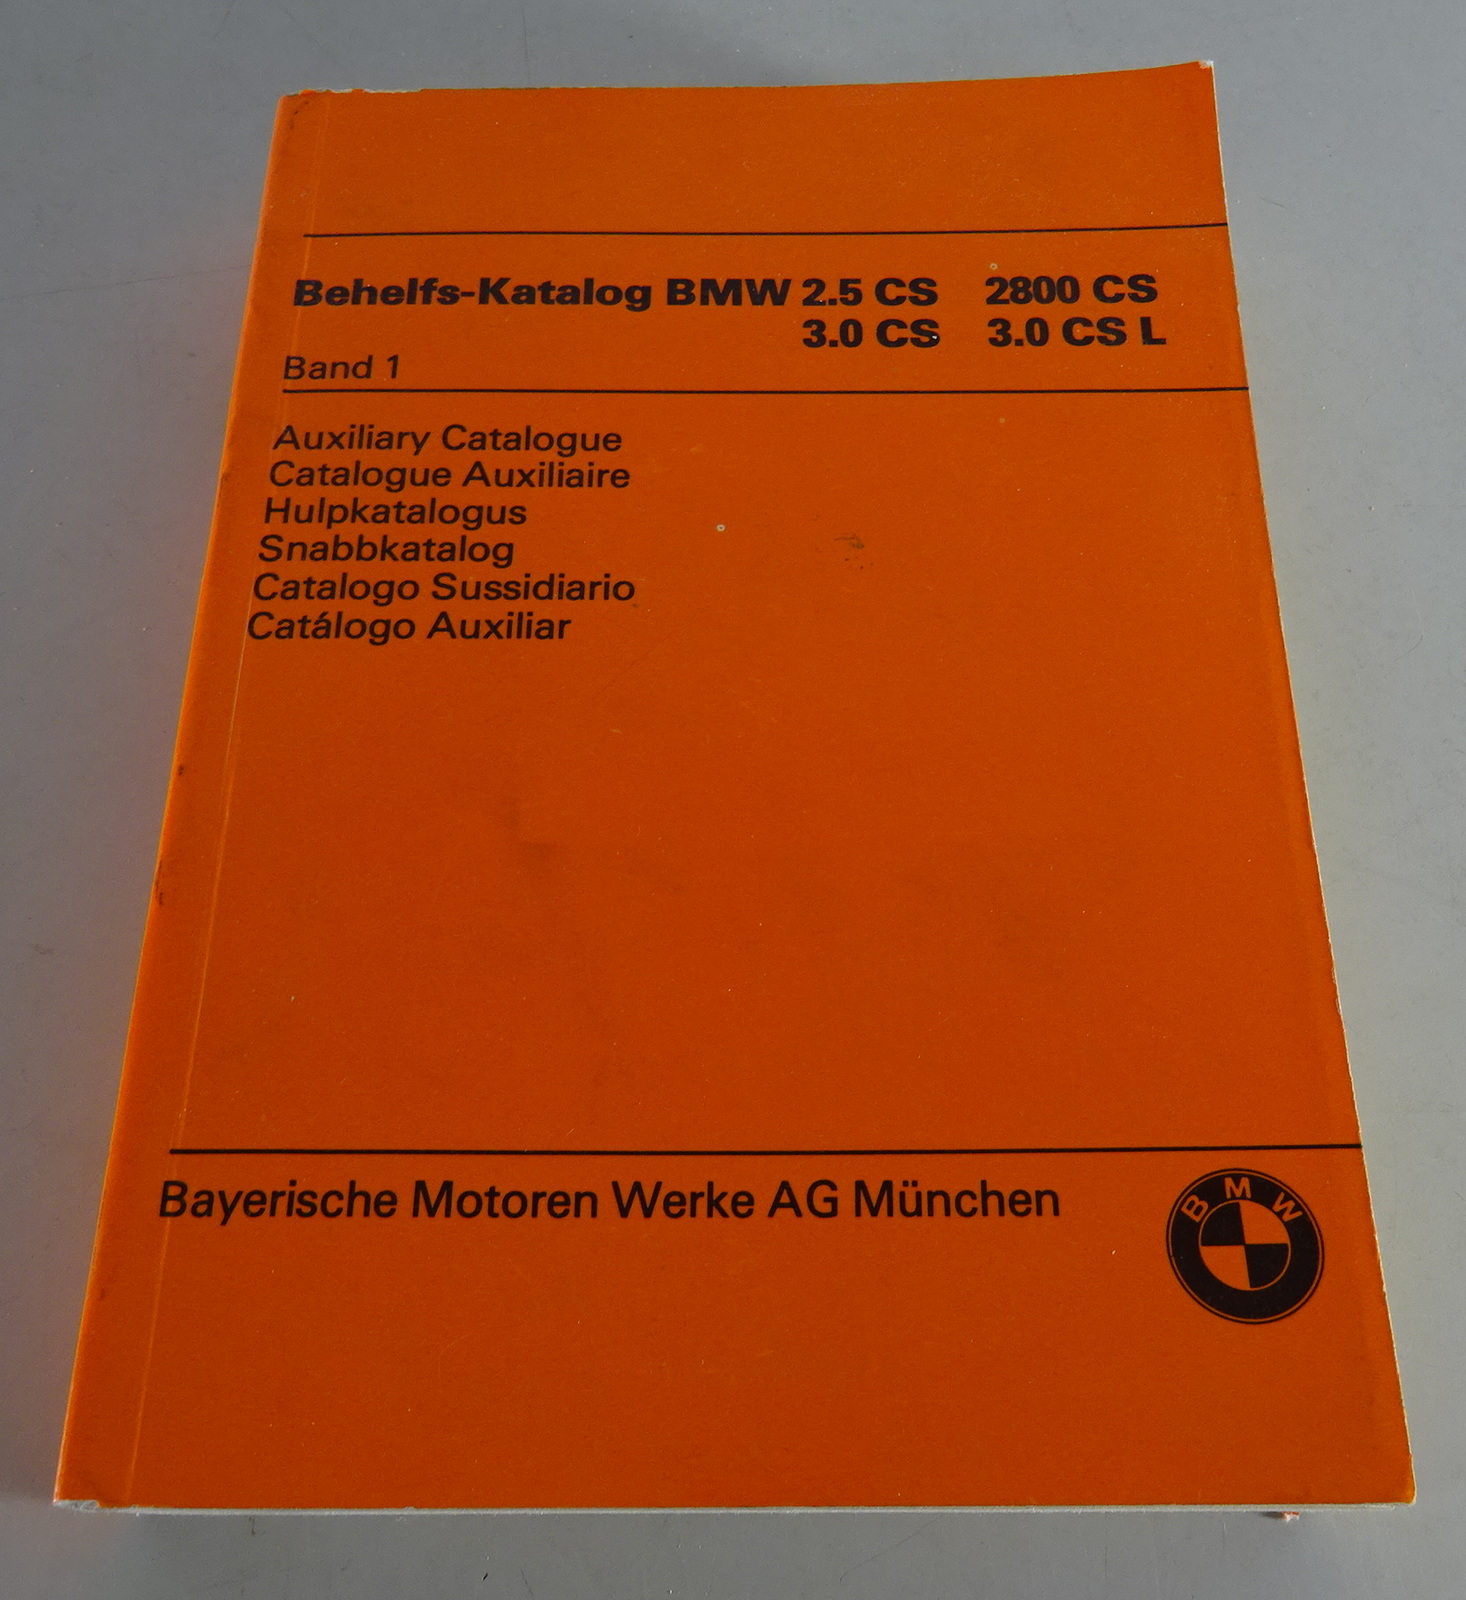 Behelfs-Katalog BMW 2.5 CS 2800 CS
3.0 CS 3.0 CS L
Band 1
Auxiliary Catalogue
Catalogue Auxiliaire
Hulpkatalogus
Snabbkatalog
Catalogo Sussidiario
Catálogo Auxiliar
Bayerische Motoren Werke AG München
BMW